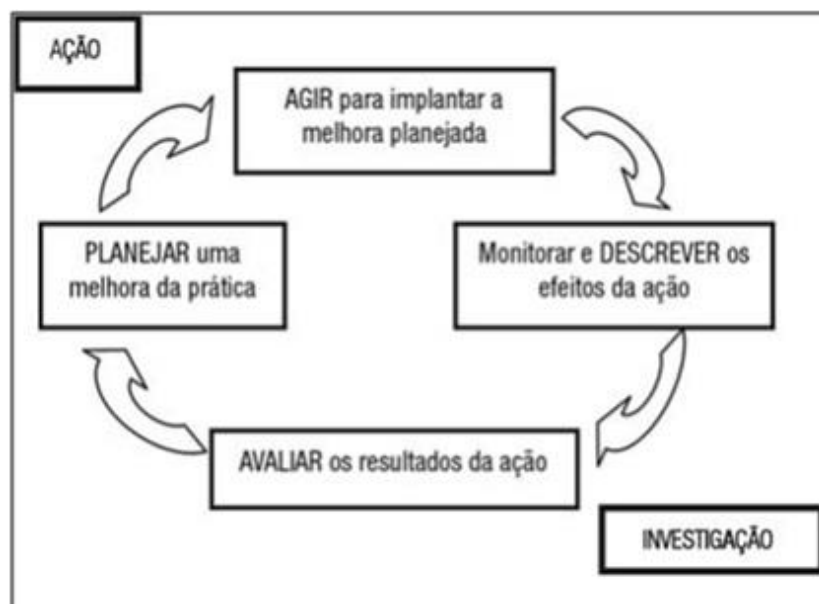 AÇÃO
AGIR para implantar a
melhora planejada
PLANEJAR uma
melhora da prática
Monitorar e DESCREVER os
efeitos da ação
AVALIAR os resultados da ação
INVESTIGAÇÃO